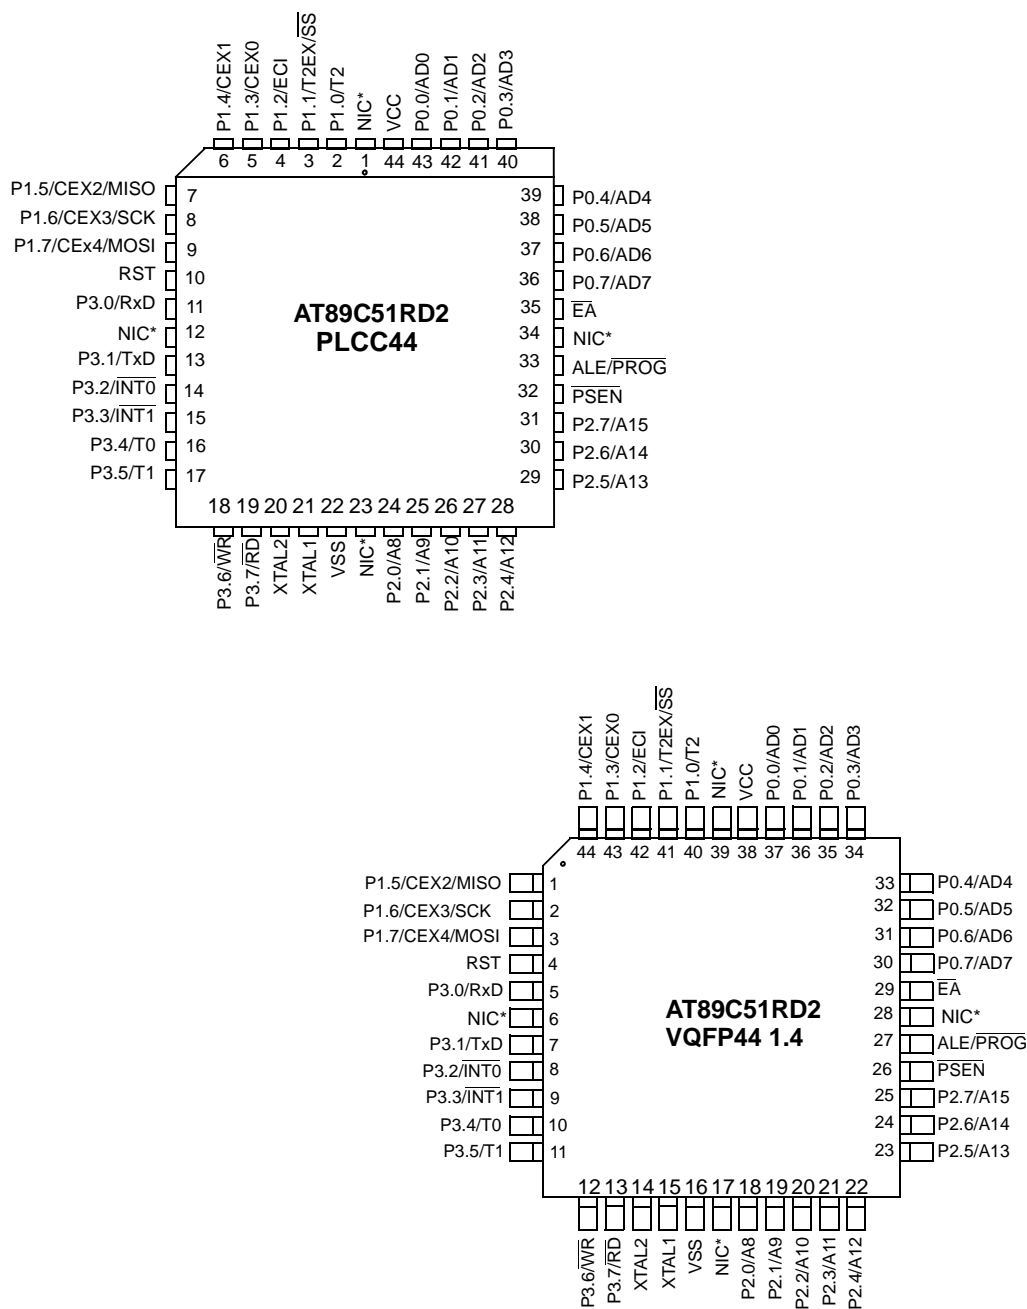 P1.4/CEX1
P1.3/CEX0
P1.2/ECI
P1.1/T2EX/S̅S̅
P1.0/T2
NIC*
VCC
P0.0/AD0
P0.1/AD1
P0.2/AD2
P0.3/AD3
6 5 4 3 2 1 44 43 42 41 40
P1.5/CEX2/MISO 7
P1.6/CEX3/SCK 8
P1.7/CEx4/MOSI 9
RST 10
P3.0/RxD 11
NIC* 12
P3.1/TxD 13
P3.2/I̅N̅T̅0̅ 14
P3.3/I̅N̅T̅1̅ 15
P3.4/T0 16
P3.5/T1 17
AT89C51RD2
PLCC44
39 P0.4/AD4
38 P0.5/AD5
37 P0.6/AD6
36 P0.7/AD7
35 E̅A̅
34 NIC*
33 ALE/P̅R̅O̅G̅
32 P̅S̅E̅N̅
31 P2.7/A15
30 P2.6/A14
29 P2.5/A13
18 19 20 21 22 23 24 25 26 27 28
P3.6/W̅R̅
P3.7/R̅D̅
XTAL2
XTAL1
VSS
NIC*
P2.0/A8
P2.1/A9
P2.2/A10
P2.3/A11
P2.4/A12
P1.4/CEX1
P1.3/CEX0
P1.2/ECI
P1.1/T2EX/S̅S̅
P1.0/T2
NIC*
VCC
P0.0/AD0
P0.1/AD1
P0.2/AD2
P0.3/AD3
44 43 42 41 40 39 38 37 36 35 34
P1.5/CEX2/MISO 1
P1.6/CEX3/SCK 2
P1.7/CEX4/MOSI 3
RST 4
P3.0/RxD 5
NIC* 6
P3.1/TxD 7
P3.2/I̅N̅T̅0̅ 8
P3.3/I̅N̅T̅1̅ 9
P3.4/T0 10
P3.5/T1 11
AT89C51RD2
VQFP44 1.4
33 P0.4/AD4
32 P0.5/AD5
31 P0.6/AD6
30 P0.7/AD7
29 E̅A̅
28 NIC*
27 ALE/P̅R̅O̅G̅
26 P̅S̅E̅N̅
25 P2.7/A15
24 P2.6/A14
23 P2.5/A13
12 13 14 15 16 17 18 19 20 21 22
P3.6/W̅R̅
P3.7/R̅D̅
XTAL2
XTAL1
VSS
NIC*
P2.0/A8
P2.1/A9
P2.2/A10
P2.3/A11
P2.4/A12